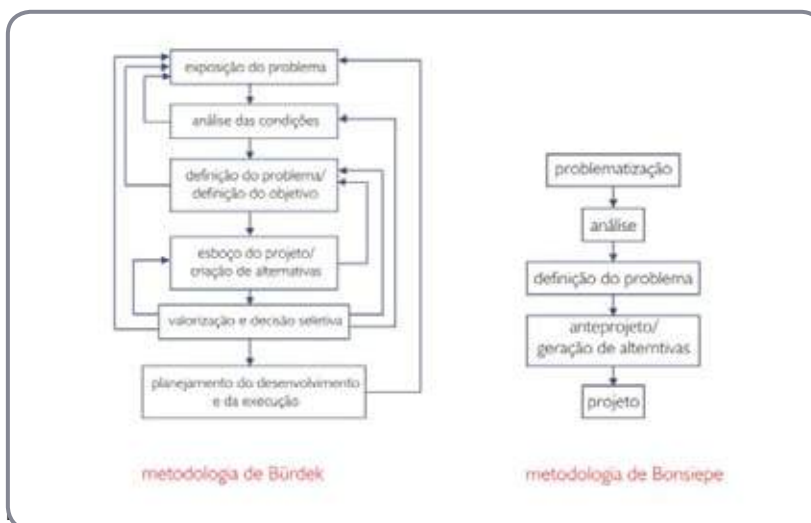 exposição do problema
análise das condições
definição do problema/
definição do objetivo
esboço do projeto/
criação de alternativas
valorização e decisão seletiva
planejamento do desenvolvimento
e da execução
metodologia de Bürdek
problematização
análise
definição do problema
anteprojeto/
geração de alterntivas
projeto
metodologia de Bonsiepe